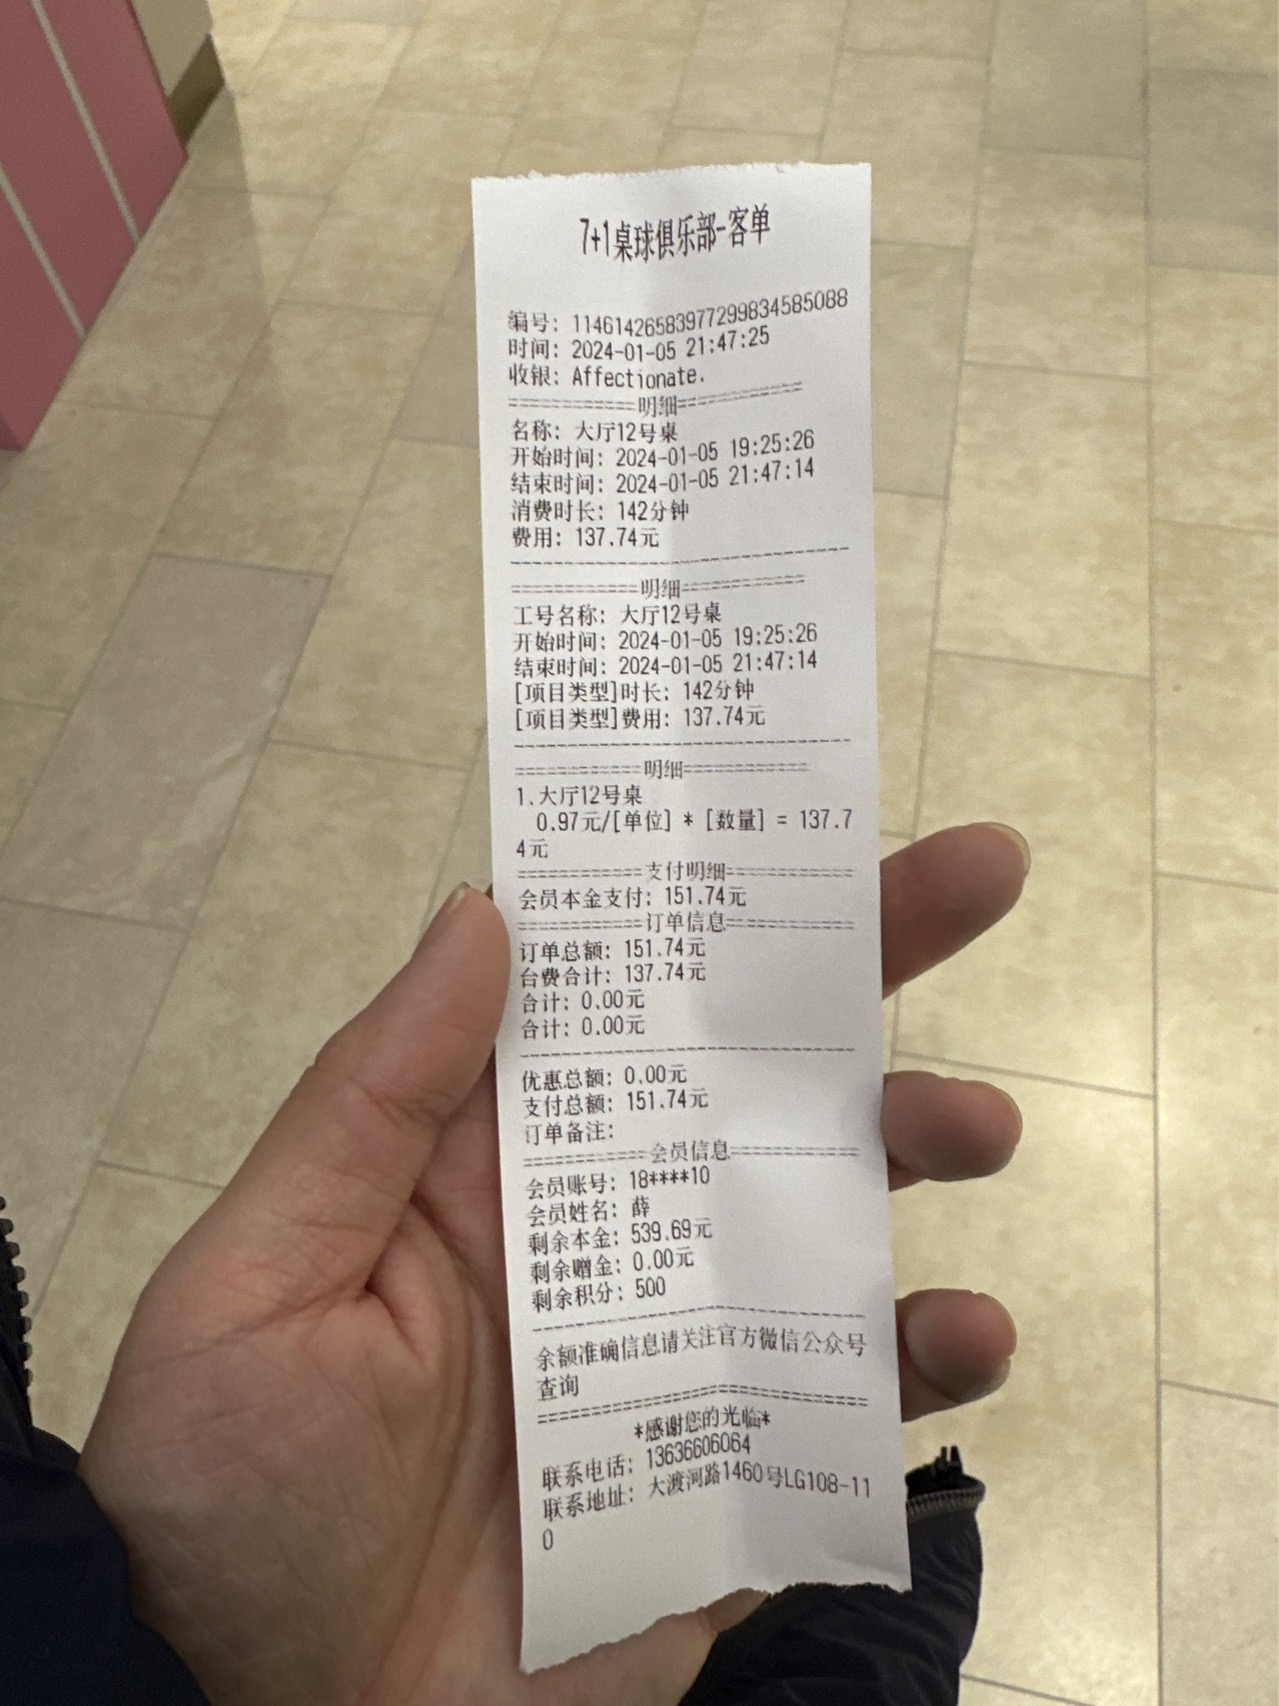 7+1桌球俱乐部-客单
编号: 1146142658397729983458508​8
时间: 2024-01-05 21:47:25
收银: Affectionate.
============明细============
名称: 大厅12号桌
开始时间: 2024-01-05 19:25:26
结束时间: 2024-01-05 21:47:14
消费时长: 142分钟
费用: 137.74元
--------------------------------
============明细============
工号名称: 大厅12号桌
开始时间: 2024-01-05 19:25:26
结束时间: 2024-01-05 21:47:14
[项目类型]时长: 142分钟
[项目类型]费用: 137.74元
--------------------------------
============明细============
1.大厅12号桌
0.97元/[单位] * [数量] = 137.7
4元
============支付明细============
会员本金支付: 151.74元
============订单信息============
订单总额: 151.74元
台费合计: 137.74元
合计: 0.00元
合计: 0.00元
--------------------------------
优惠总额: 0.00元
支付总额: 151.74元
订单备注:
============会员信息============
会员账号: 18****10
会员姓名: 薛
剩余本金: 539.69元
剩余赠金: 0.00元
剩余积分: 500
--------------------------------
余额准确信息请关注官方微信公众号
查询
================================
*感谢您的光临*
联系电话: 13636606064
联系地址: 大渡河路1460号LG108-11
0